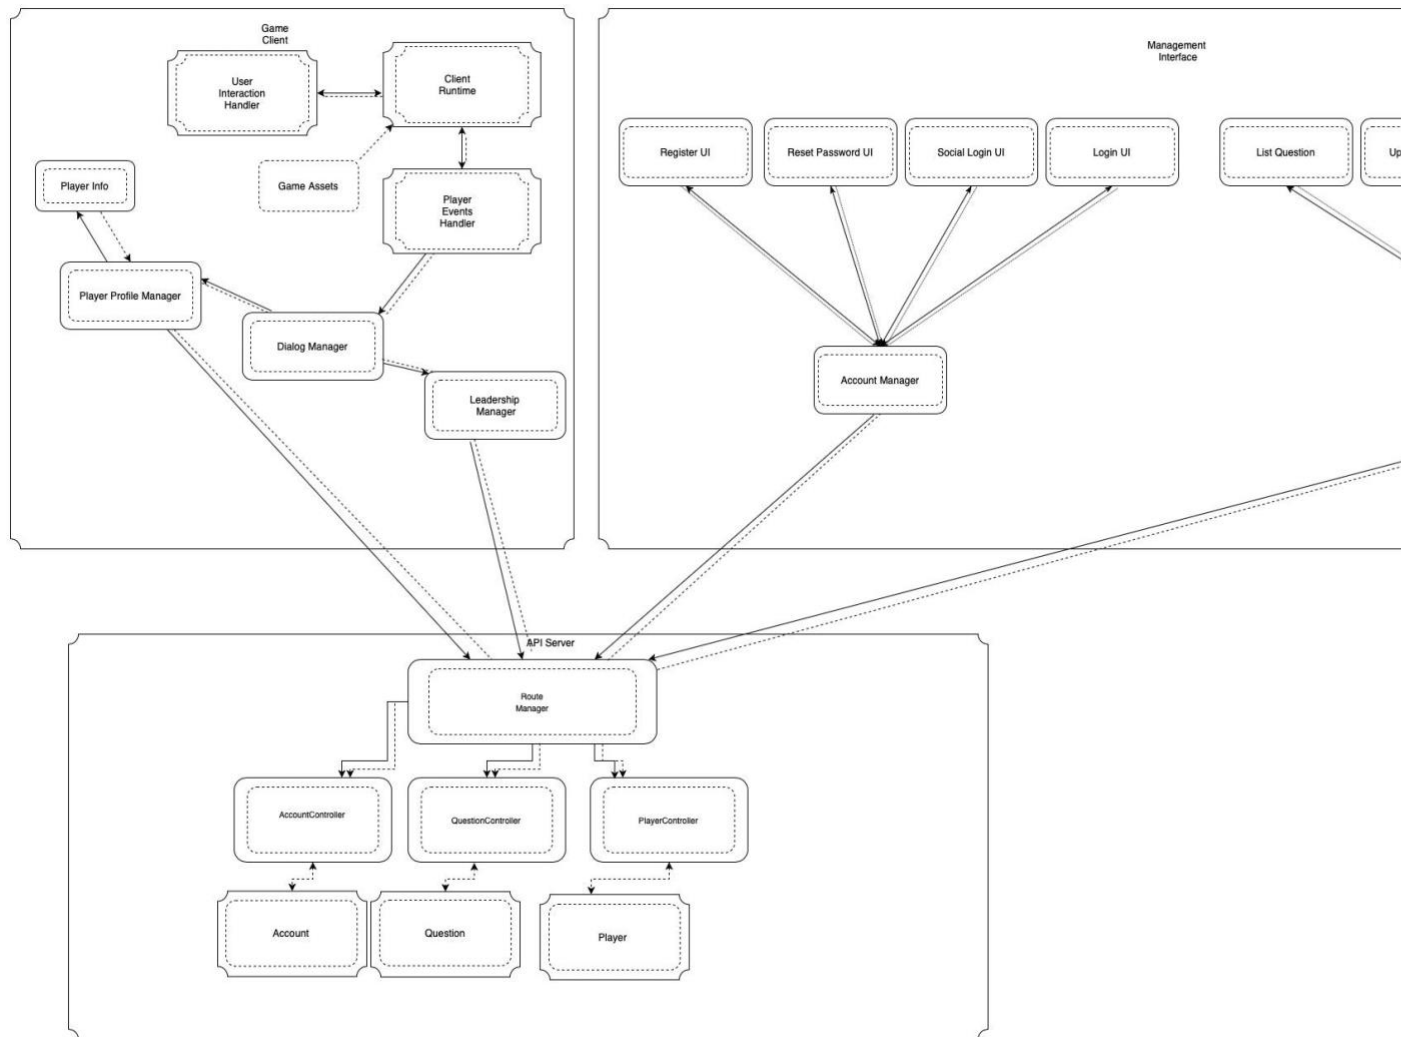 Game
Client
Management
Interface
User
Interaction
Handler
Client
Runtime
Register UI
Reset Password UI
Social Login UI
Login UI
List Question
Up
Player Info
Game Assets
Player
Events
Handler
Player Profile Manager
Dialog Manager
Account Manager
Leadership
Manager
API Server
Route
Manager
AccountController
QuestionController
PlayerController
Account
Question
Player